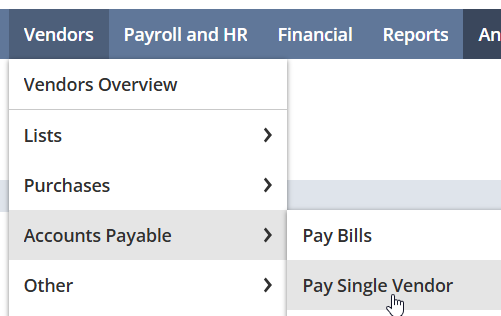 Vendors Payroll and HR Financial Reports An
Vendors Overview
Lists
Purchases
Accounts Payable
Pay Bills
Other
Pay Single Vendor